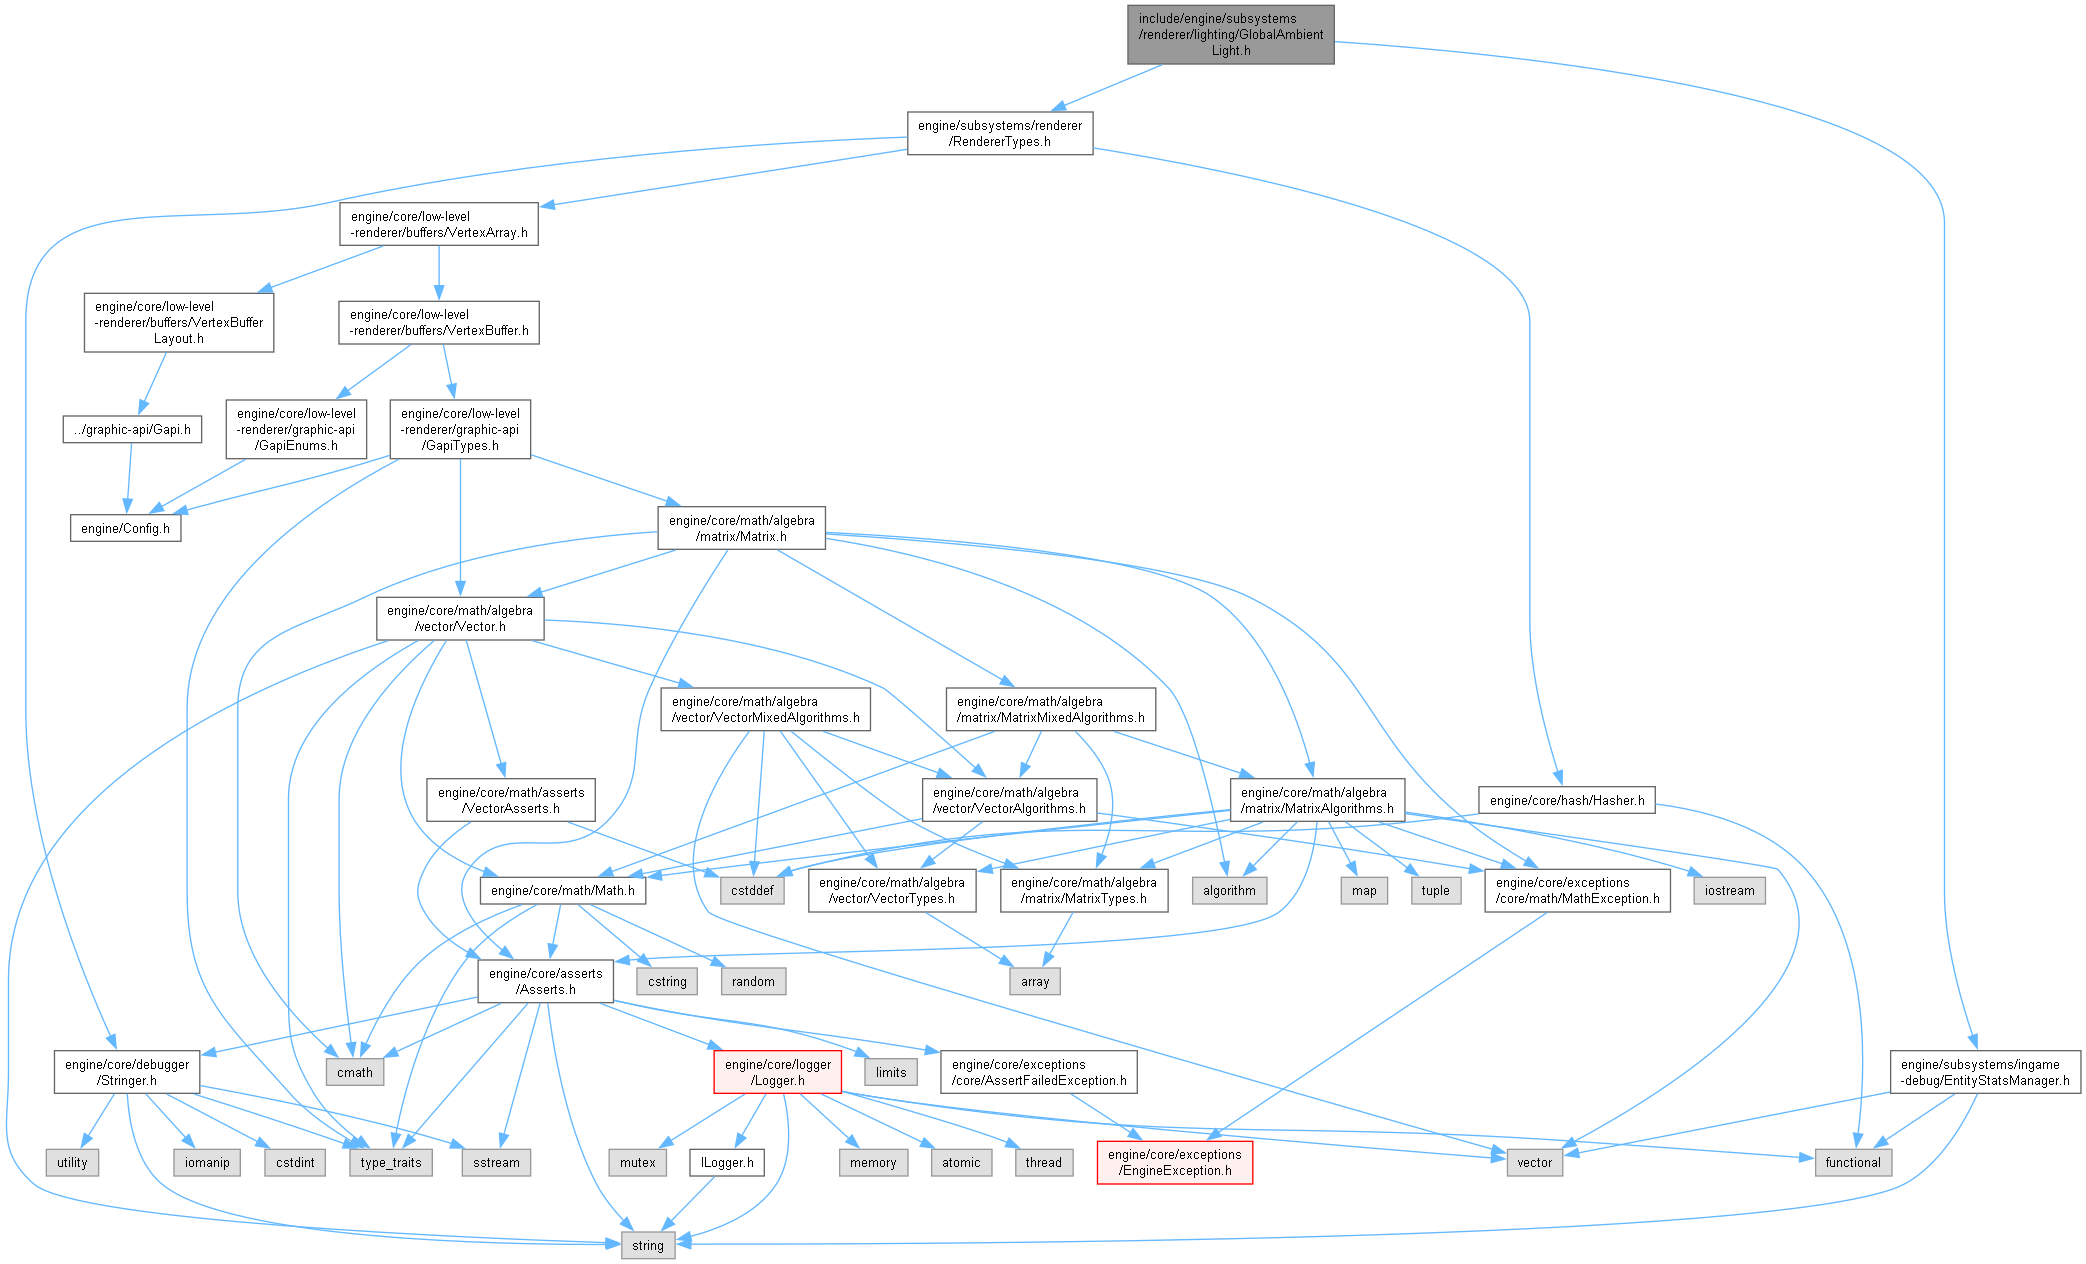 include/engine/subsystems
/renderer/lighting/GlobalAmbient
Light.h
engine/subsystems/renderer
/RendererTypes.h
engine/core/low-level
-renderer/buffers/VertexArray.h
engine/core/low-level
-renderer/buffers/VertexBuffer
Layout.h
engine/core/low-level
-renderer/buffers/VertexBuffer.h
../graphic-api/Gapi.h
engine/core/low-level
-renderer/graphic-api
/GapiEnums.h
engine/core/low-level
-renderer/graphic-api
/GapiTypes.h
engine/Config.h
engine/core/math/algebra
/matrix/Matrix.h
engine/core/math/algebra
/vector/Vector.h
engine/core/math/algebra
/vector/VectorMixedAlgorithms.h
engine/core/math/algebra
/matrix/MatrixMixedAlgorithms.h
engine/core/math/asserts
/VectorAsserts.h
engine/core/math/algebra
/vector/VectorAlgorithms.h
engine/core/math/algebra
/matrix/MatrixAlgorithms.h
engine/core/hash/Hasher.h
engine/core/math/Math.h
cstddef
engine/core/math/algebra
/vector/VectorTypes.h
engine/core/math/algebra
/matrix/MatrixTypes.h
algorithm
map
tuple
engine/core/exceptions
/core/math/MathException.h
iostream
engine/core/asserts
/Asserts.h
cstring
random
array
engine/core/debugger
/Stringer.h
cmath
engine/core/logger
/Logger.h
limits
engine/core/exceptions
/core/AssertFailedException.h
engine/subsystems/ingame
-debug/EntityStatsManager.h
utility
iomanip
cstdint
type_traits
sstream
mutex
ILogger.h
memory
atomic
thread
engine/core/exceptions
/EngineException.h
vector
functional
string